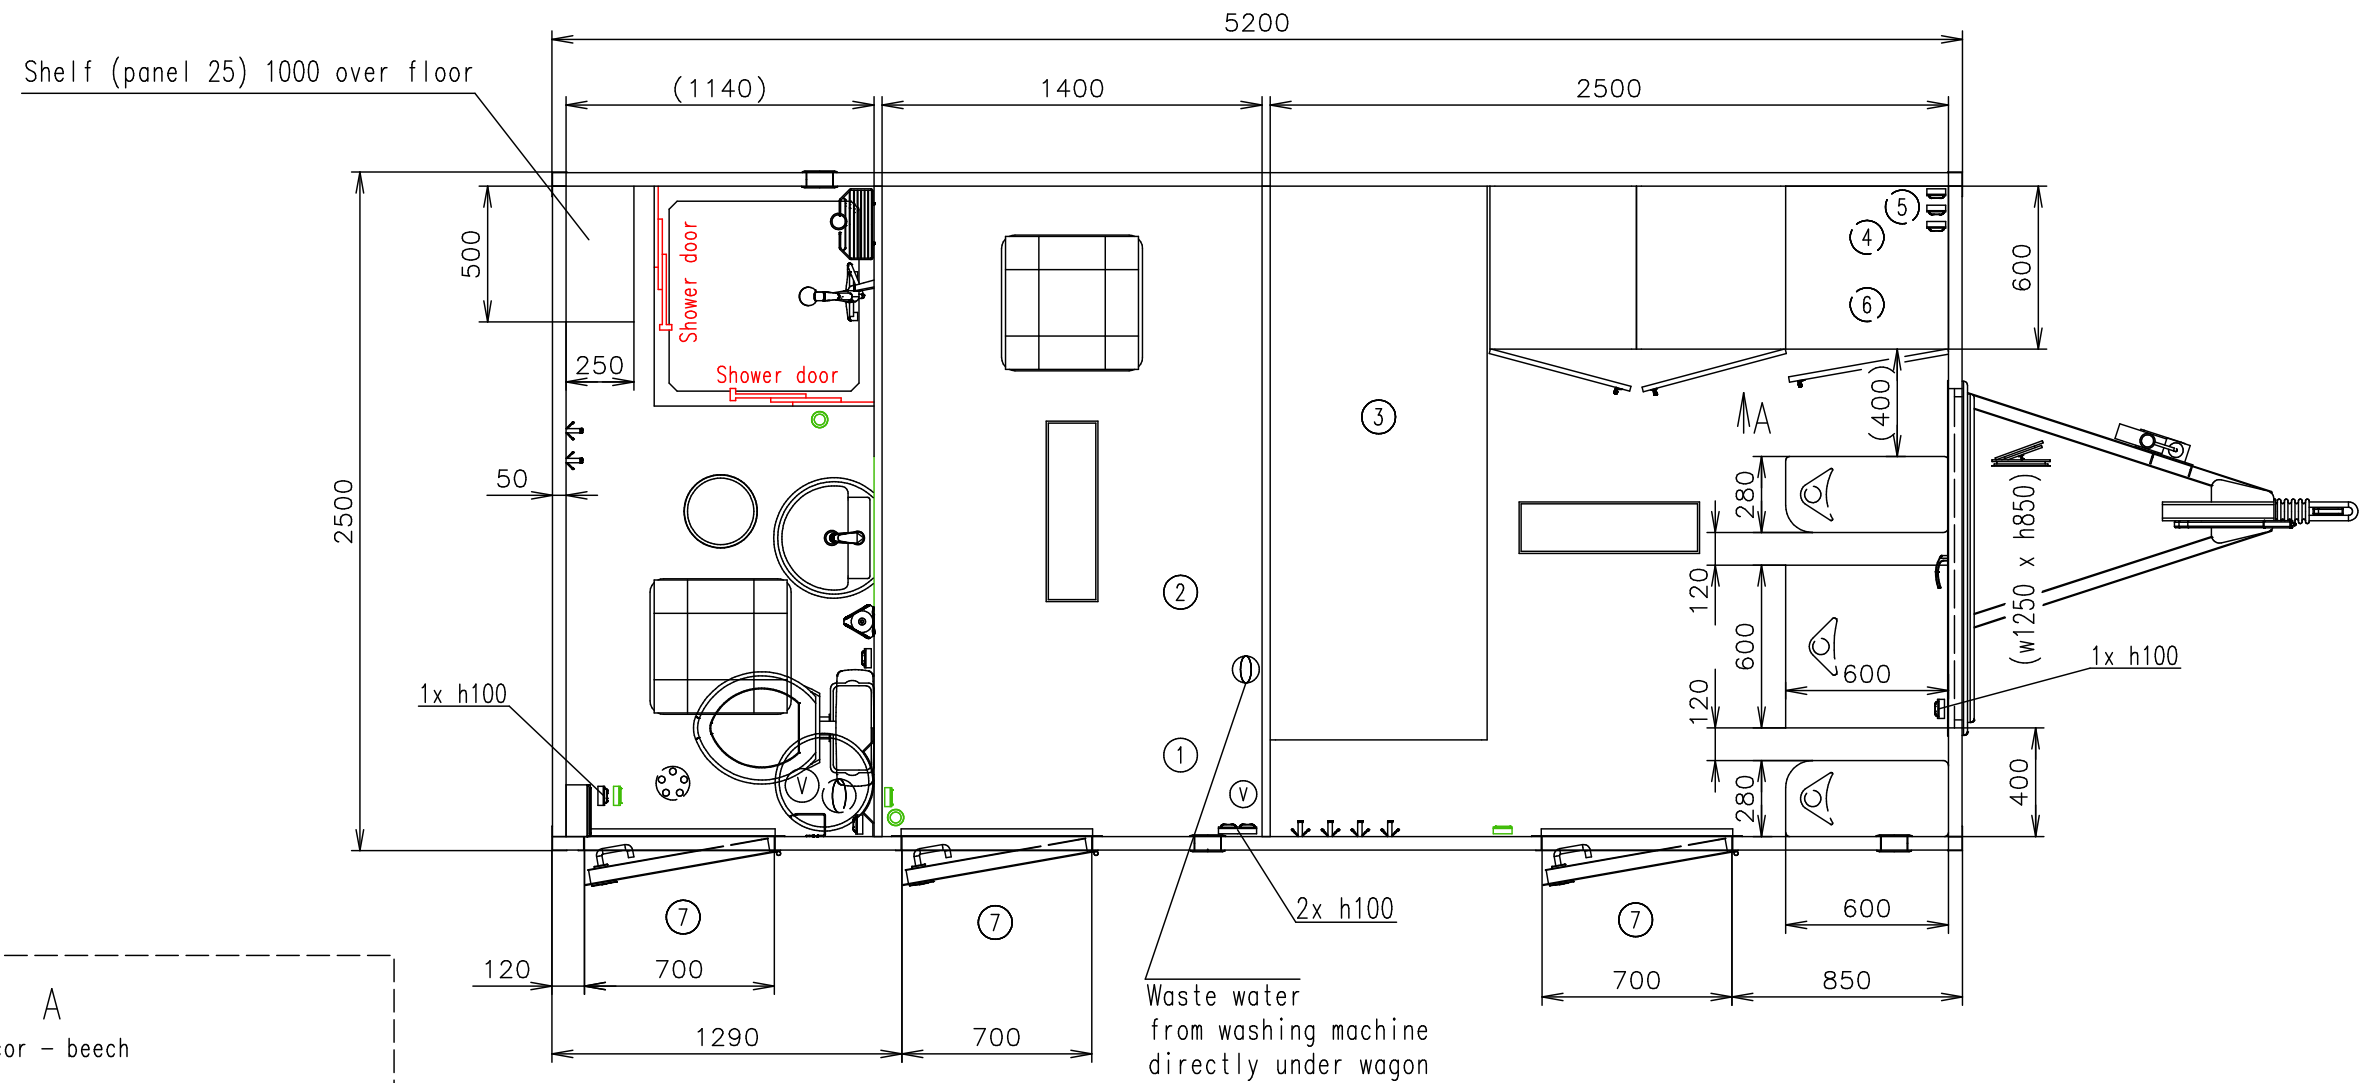 5200
Shelf (panel 25) 1000 over floor
(1140)
1400
2500
500
Shower door
Shower door
250
50
2500
5
4
6
600
3
(400)
A
280
120
600
120
280
600
(w1250 x h850)
1x h100
400
2
1
V
V
1x h100
7
7
7
2x h100
600
120
700
700
850
1290
700
Waste water
from washing machine
directly under wagon
A
cor – beech